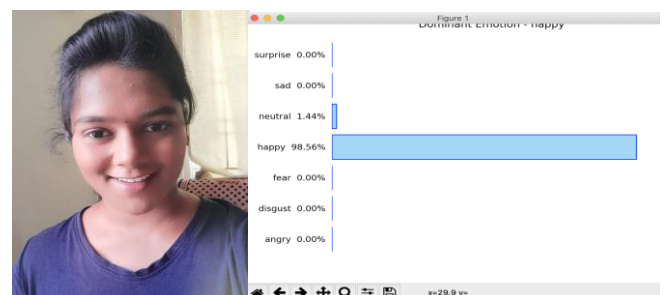 Figure 1
Dominant Emotion - happy
surprise 0.00%
sad 0.00%
neutral 1.44%
happy 98.56%
fear 0.00%
disgust 0.00%
angry 0.00%
x=29.9 y=